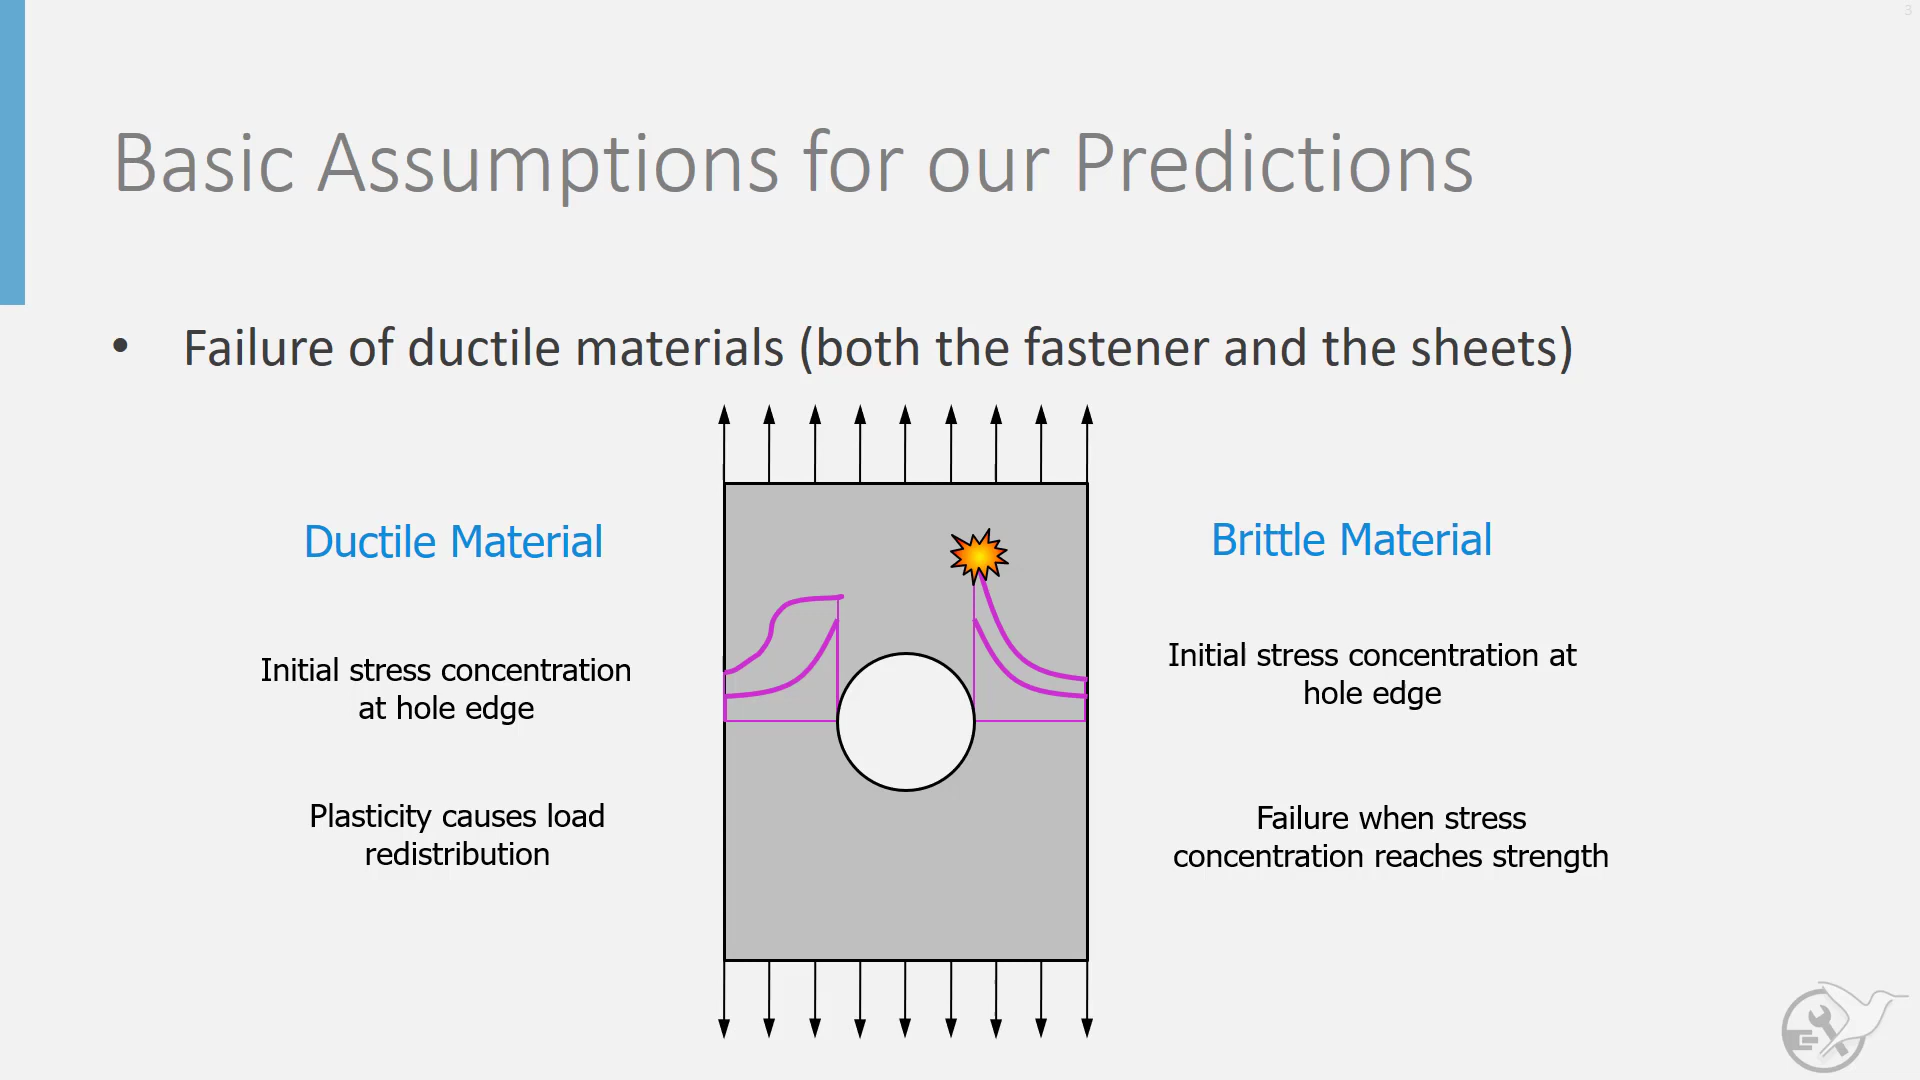 3
Basic Assumptions for our Predictions
• Failure of ductile materials (both the fastener and the sheets)
Ductile Material
Initial stress concentration
at hole edge
Plasticity causes load
redistribution
Brittle Material
Initial stress concentration at
hole edge
Failure when stress
concentration reaches strength